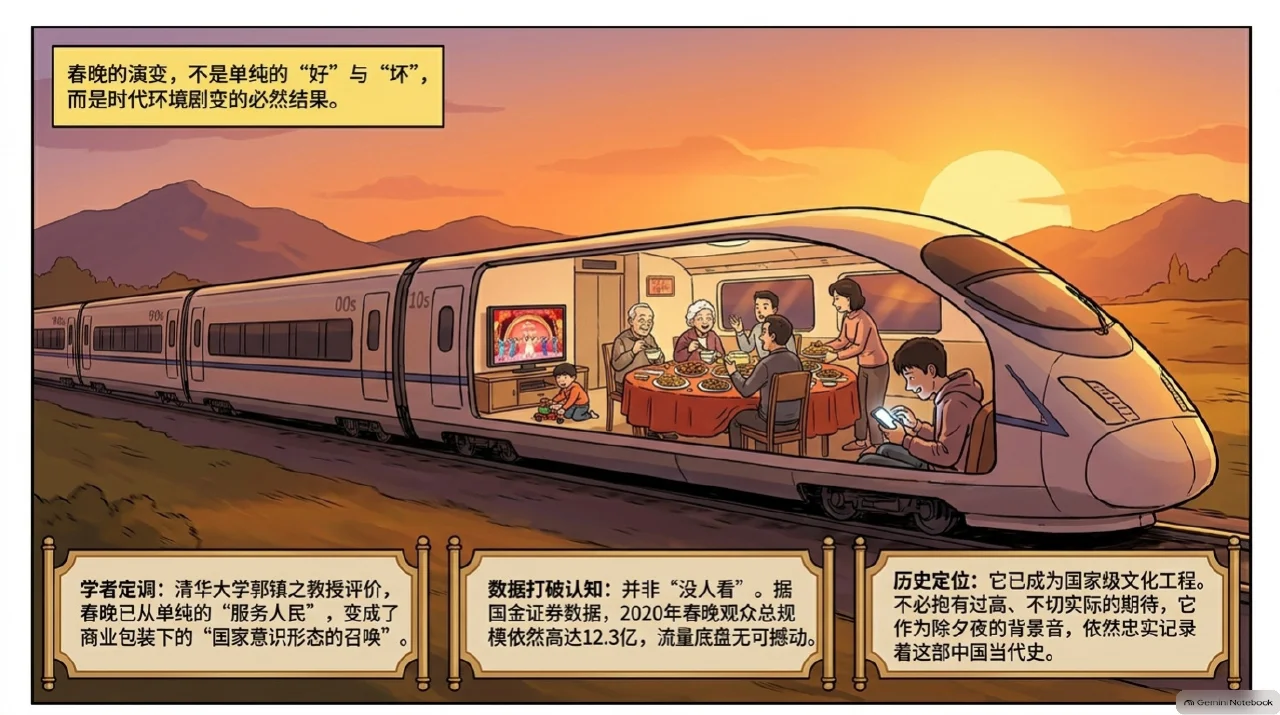 春晚的演变，不是单纯的“好”与“坏”，
而是时代环境剧变的必然结果。
00s
10s
学者定调：清华大学郭镇之教授评价，
春晚已从单纯的“服务人民”，变成了
商业包装下的“国家意识形态的召唤”。
数据打破认知：并非“没人看”。据
国金证券数据，2020年春晚观众总规
模依然高达12.3亿，流量底盘无可撼动。
历史定位：它已成为国家级文化工程。
不必抱有过高、不切实际的期待，它
作为除夕夜的背景音，依然忠实记录
着这部中国当代史。
Gemini Notebook